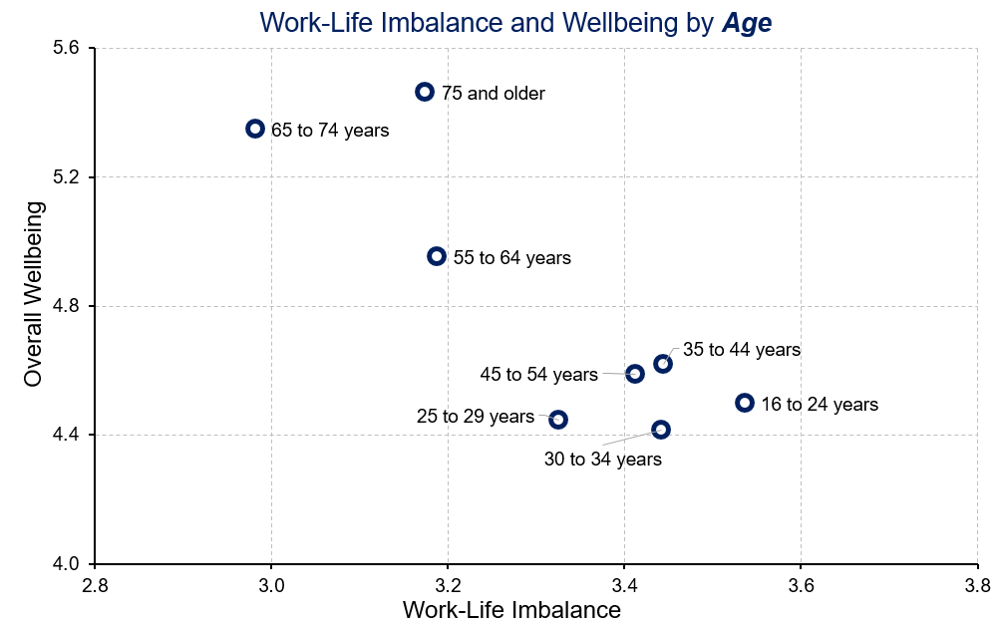 Work-Life Imbalance and Wellbeing by Age
5.6
75 and older
65 to 74 years
5.2
55 to 64 years
4.8
35 to 44 years
45 to 54 years
16 to 24 years
25 to 29 years
4.4
30 to 34 years
4.0
Overall Wellbeing
2.8 3.0 3.2 3.4 3.6 3.8
Work-Life Imbalance